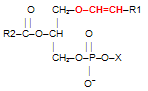 O CH₂-O-CH=CH-R1
R2-C-O-CH O
CH₂-O-P-O-X
O⁻